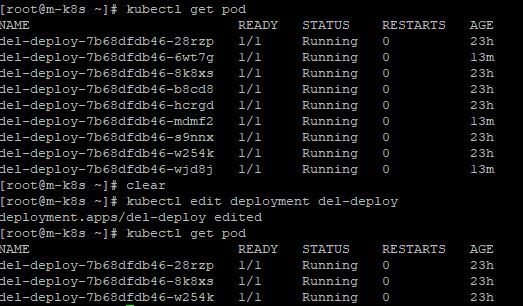 [root@m-k8s ~]# kubectl get pod
NAME READY STATUS RESTARTS AGE
del-deploy-7b68dfdb46-28rzp 1/1 Running 0 23h
del-deploy-7b68dfdb46-6wt7g 1/1 Running 0 13m
del-deploy-7b68dfdb46-8k8xs 1/1 Running 0 23h
del-deploy-7b68dfdb46-b8cd8 1/1 Running 0 23h
del-deploy-7b68dfdb46-hcrgd 1/1 Running 0 23h
del-deploy-7b68dfdb46-mdmf2 1/1 Running 0 13m
del-deploy-7b68dfdb46-s9nnx 1/1 Running 0 23h
del-deploy-7b68dfdb46-w254k 1/1 Running 0 23h
del-deploy-7b68dfdb46-wjd8j 1/1 Running 0 13m
[root@m-k8s ~]# clear
[root@m-k8s ~]# kubectl edit deployment del-deploy
deployment.apps/del-deploy edited
[root@m-k8s ~]# kubectl get pod
NAME READY STATUS RESTARTS AGE
del-deploy-7b68dfdb46-28rzp 1/1 Running 0 23h
del-deploy-7b68dfdb46-8k8xs 1/1 Running 0 23h
del-deploy-7b68dfdb46-w254k 1/1 Running 0 23h